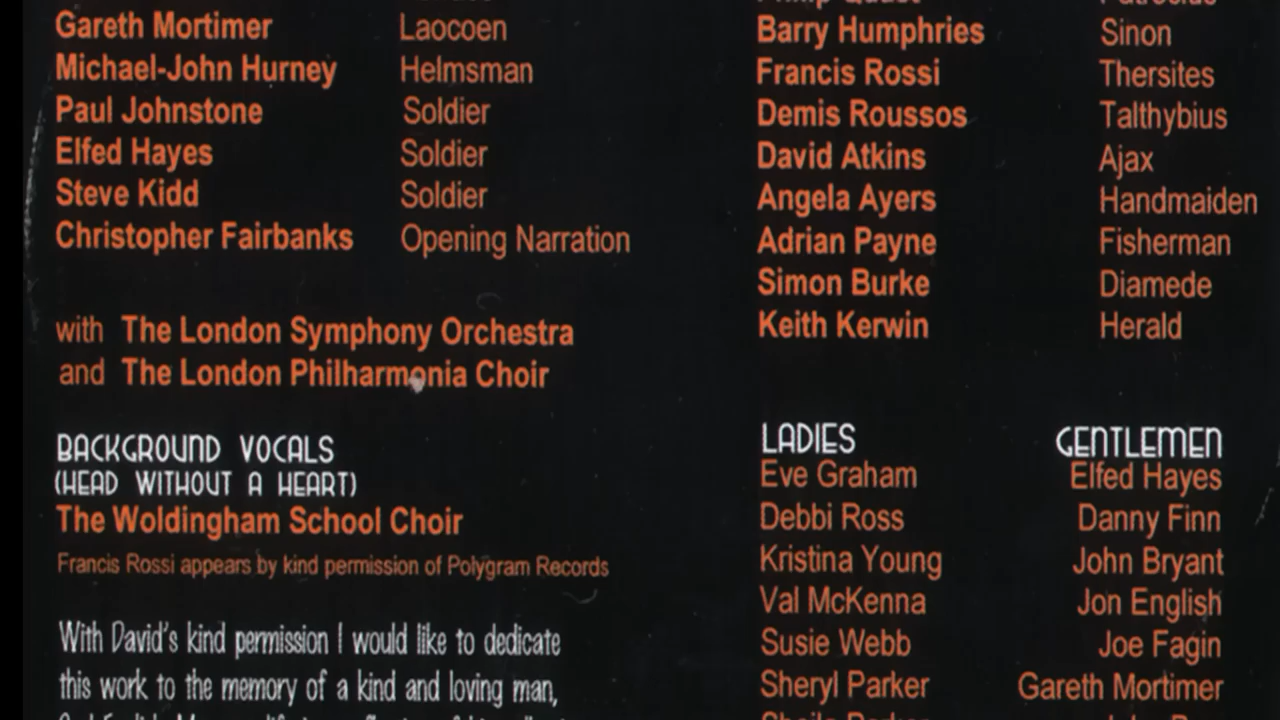 Gareth Mortimer Laocoen
Michael-John Hurney Helmsman
Paul Johnstone Soldier
Elfed Hayes Soldier
Steve Kidd Soldier
Christopher Fairbanks Opening Narration
with The London Symphony Orchestra
and The London Philharmonia Choir
BACKGROUND VOCALS
(HEAD WITHOUT A HEART)
The Woldingham School Choir
Francis Rossi appears by kind permission of Polygram Records
With David's kind permission I would like to dedicate
this work to the memory of a kind and loving man,
Barry Humphries Sinon
Francis Rossi Thersites
Demis Roussos Talthybius
David Atkins Ajax
Angela Ayers Handmaiden
Adrian Payne Fisherman
Simon Burke Diamede
Keith Kerwin Herald
LADIES
Eve Graham
Debbi Ross
Kristina Young
Val McKenna
Susie Webb
Sheryl Parker
GENTLEMEN
Elfed Hayes
Danny Finn
John Bryant
Jon English
Joe Fagin
Gareth Mortimer